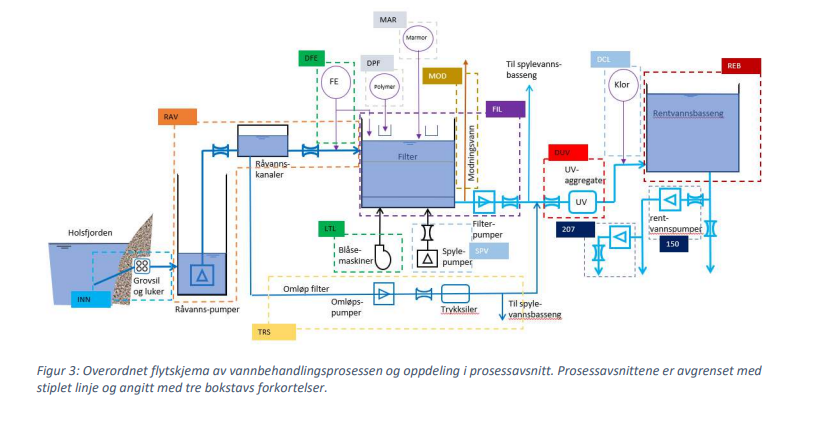 MAR
Marmor
DFE
FE
DPF
Polymer
MOD
Til spylevanns-
basseng
DCL
Klor
REB
Rentvannsbasseng
RAV
FIL
Råvanns-
kanaler
Filter
Modningsvann
DUV
UV-
aggregater
UV
Holsfjorden
INN
Grovsil
og luker
Råvanns-pumper
LTL
Blåse-
maskiner
Spyle-
pumper
SPV
Filter-
pumper
207
rent-
vannspumper
150
Omløp filter
Omløps-
pumper
Trykksiler
Til spyle-
vannsbasseng
TRS
Figur 3: Overordnet flytskjema av vannbehandlingsprosessen og oppdeling i prosessavsnitt. Prosessavsnittene er avgrenset med
stiplet linje og angitt med tre bokstavs forkortelser.